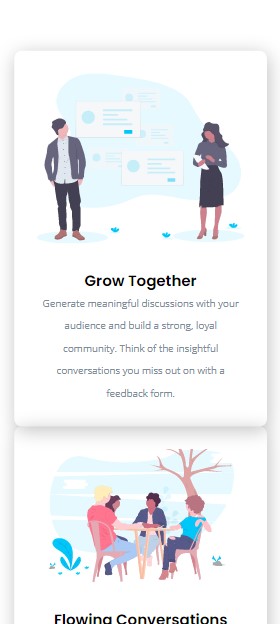 Grow Together
Generate meaningful discussions with your
audience and build a strong, loyal
community. Think of the insightful
conversations you miss out on with a
feedback form.
Flowing Conversations